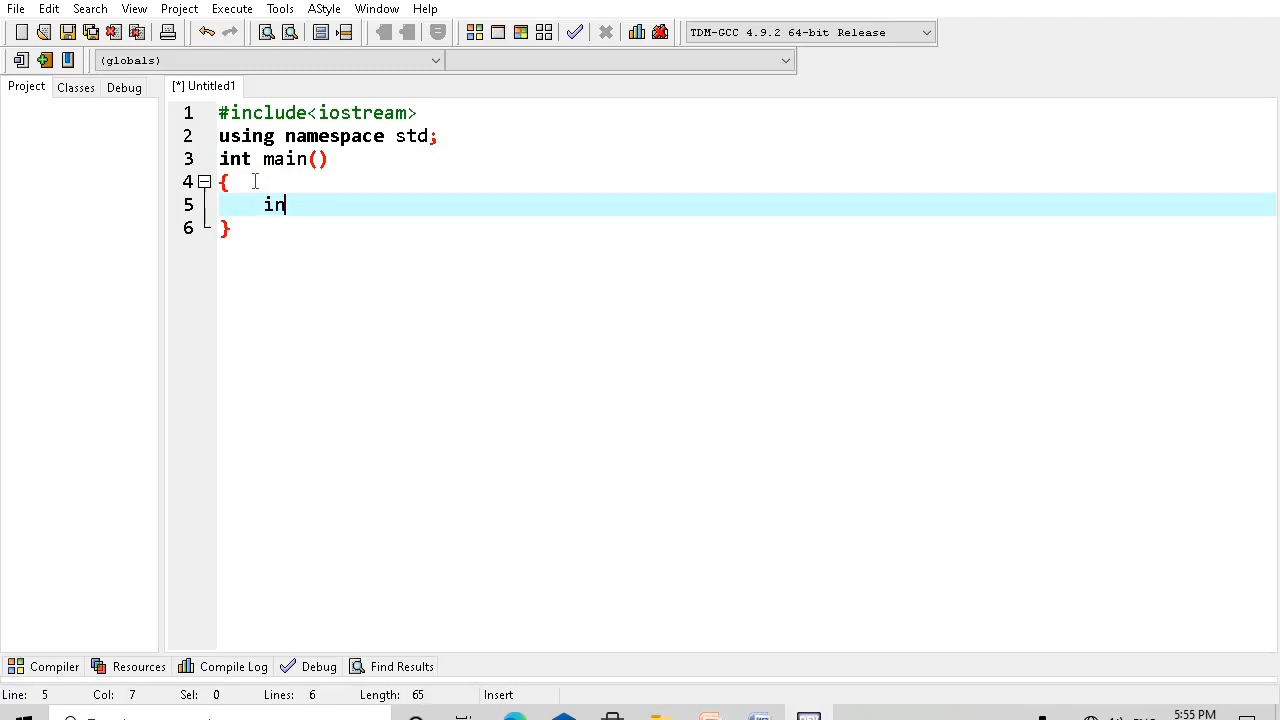 File Edit Search View Project Execute Tools AStyle Window Help
TDM-GCC 4.9.2 64-bit Release
(globals)
Project Classes Debug [*] Untitled1
1 #include<iostream>
2 using namespace std;
3 int main()
4 {
5 in
6 }
Compiler Resources Compile Log Debug Find Results
Line: 5 Col: 7 Sel: 0 Lines: 6 Length: 65 Insert
5:55 PM